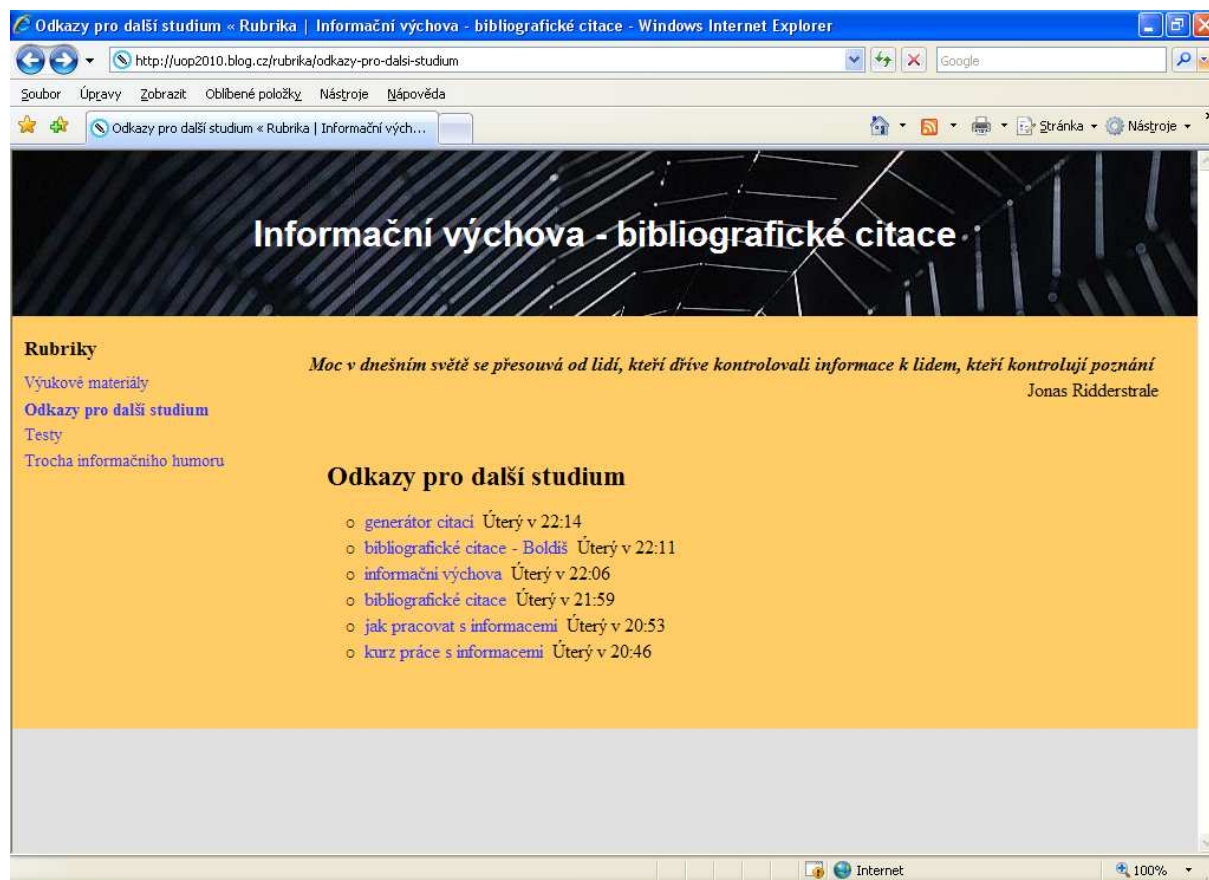 Odkazy pro další studium « Rubrika | Informační výchova - bibliografické citace - Windows Internet Explorer
http://uop2010.blog.cz/rubrika/odkazy-pro-dalsi-studium
Google
Soubor Úpravy Zobrazit Oblíbené položky Nástroje Nápověda
Odkazy pro další studium « Rubrika | Informační vých...
Stránka Nástroje
Informační výchova - bibliografické citace
Rubriky
Výukové materiály
Odkazy pro další studium
Testy
Trocha informačního humoru
Moc v dnešním světě se přesouvá od lidí, kteří dříve kontrolovali informace k lidem, kteří kontrolují poznání
Jonas Ridderstrale
Odkazy pro další studium
generátor citací Úterý v 22:14
bibliografické citace - Boldiš Úterý v 22:11
informační výchova Úterý v 22:06
bibliografické citace Úterý v 21:59
jak pracovat s informacemi Úterý v 20:53
kurz práce s informacemi Úterý v 20:46
Internet
100%